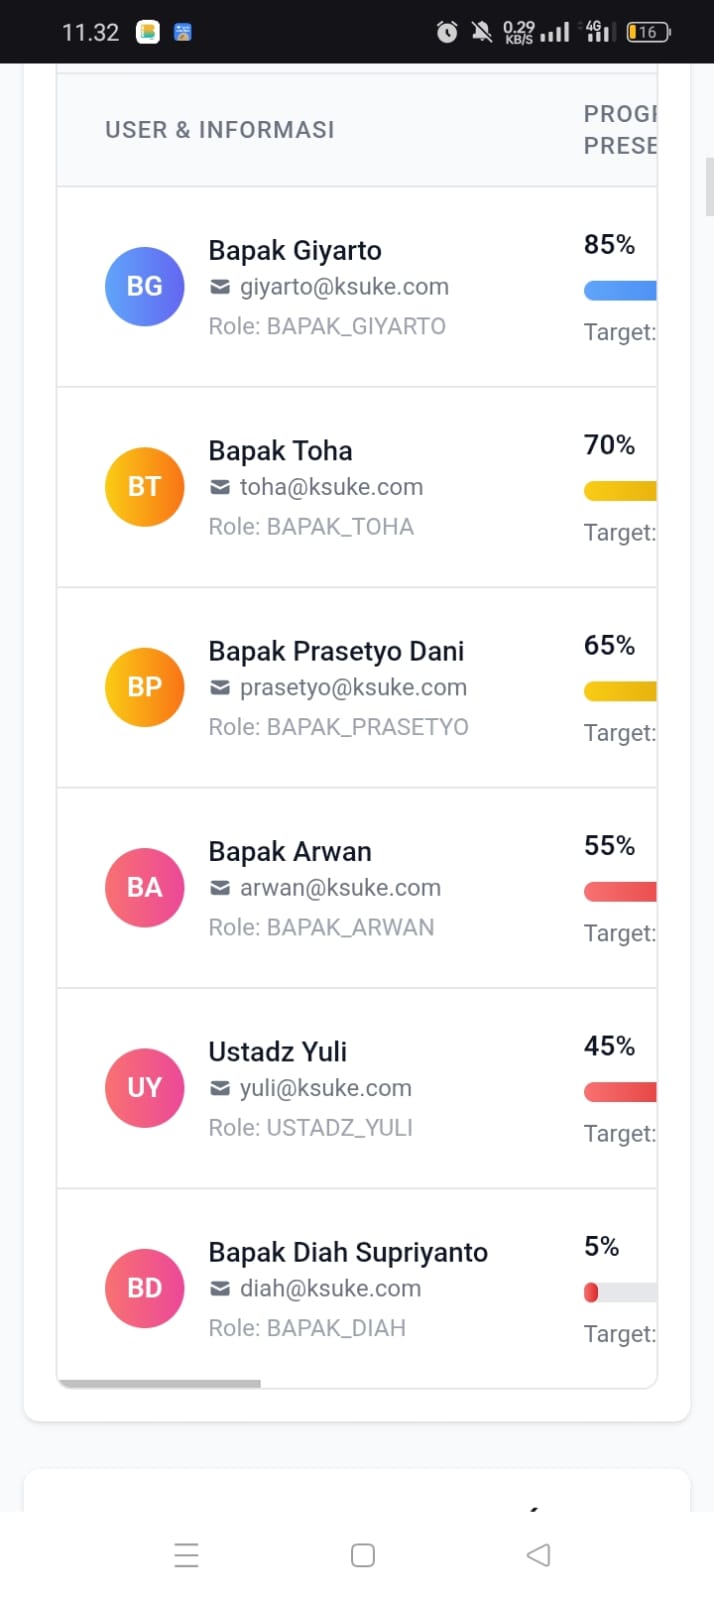 11.32
0.29 KB/S
4G
16
USER & INFORMASI
PROGR
PRESE
BG
Bapak Giyarto
giyarto@ksuke.com
Role: BAPAK_GIYARTO
85%
Target:
BT
Bapak Toha
toha@ksuke.com
Role: BAPAK_TOHA
70%
Target:
BP
Bapak Prasetyo Dani
prasetyo@ksuke.com
Role: BAPAK_PRASETYO
65%
Target:
BA
Bapak Arwan
arwan@ksuke.com
Role: BAPAK_ARWAN
55%
Target:
UY
Ustadz Yuli
yuli@ksuke.com
Role: USTADZ_YULI
45%
Target:
BD
Bapak Diah Supriyanto
diah@ksuke.com
Role: BAPAK_DIAH
5%
Target: